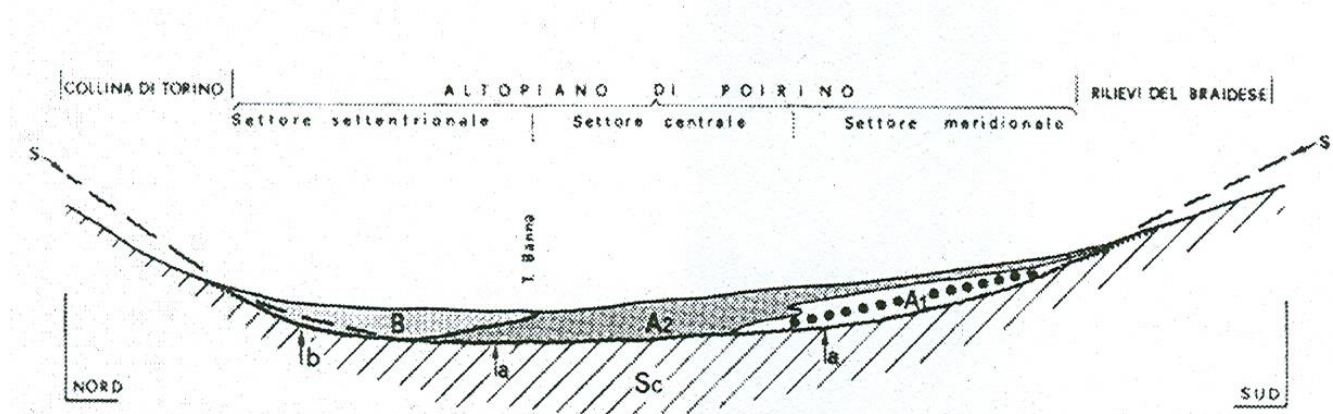 COLLINA DI TORINO
ALTOPIANO DI POIRINO
RILIEVI DEL BRAIDESE
Settore settentrionale
Settore centrale
Settore meridionale
S
S
T. Banna
B
A2
A1
b
a
a
Sc
NORD
SUD